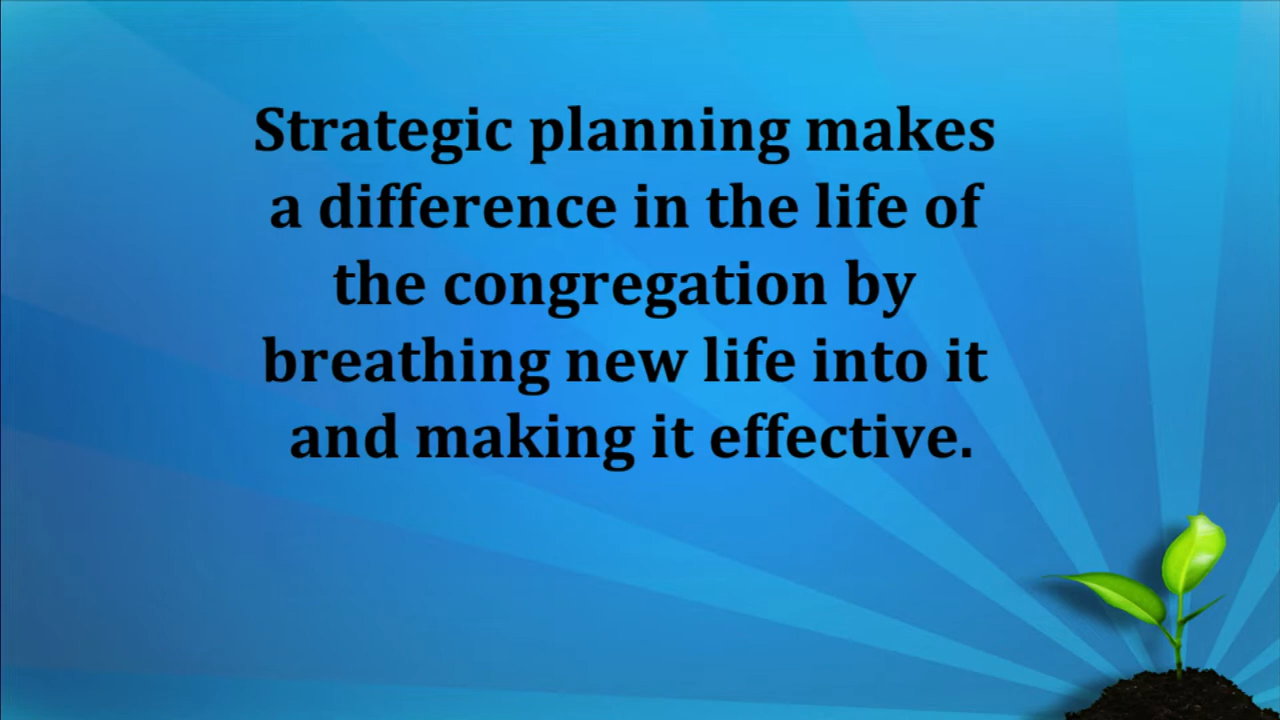 Strategic planning makes
a difference in the life of
the congregation by
breathing new life into it
and making it effective.